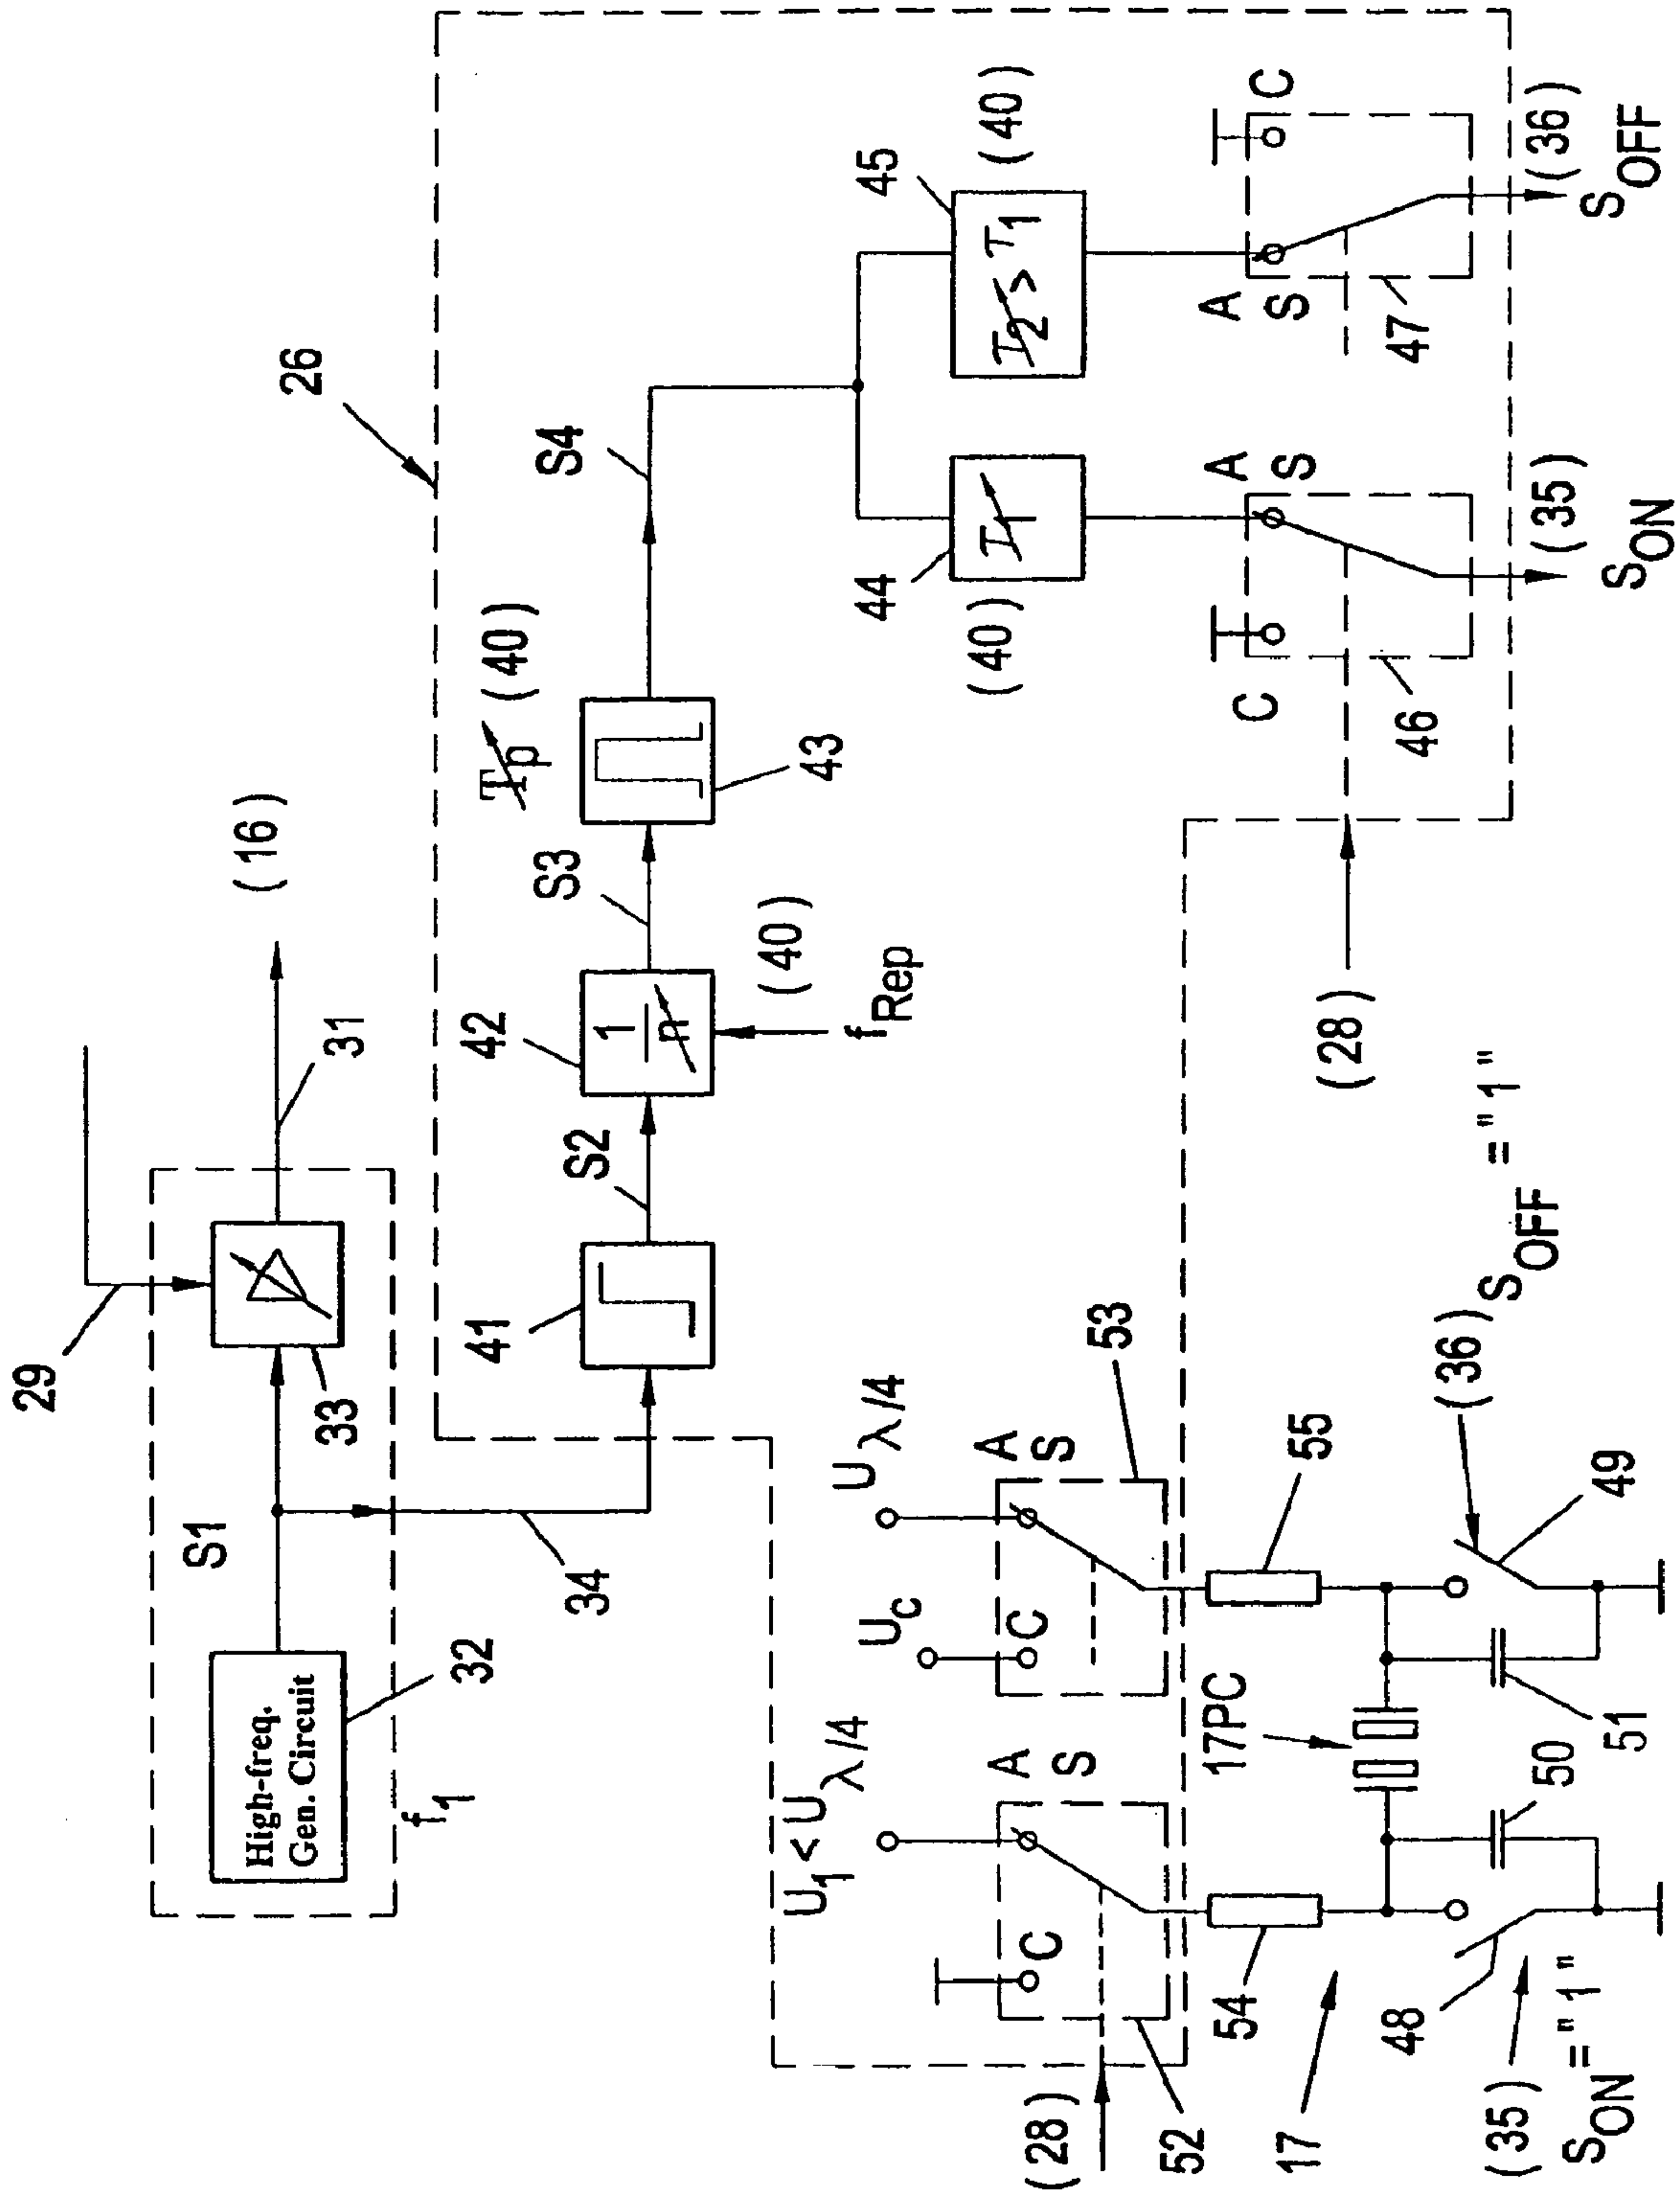 29
S1
High-freq.
Gen. Circuit
f1
32
33
31
(16)
34
26
41
S2
42
1
n
fRep
(40)
S3
Tp (40)
43
S4
U1 < Uλ/4
Uc
Uλ/4
C
A
S
C
A
S
53
(28)
52
44
(40)
T1
45
(40)
T2 > T1
C
A
S
46
A
S
C
47
(28)
54
55
17PC
17
50
51
48
49
(35)
SON = "1"
(36)
SOFF = "1"
(35)
SON
(36)
SOFF